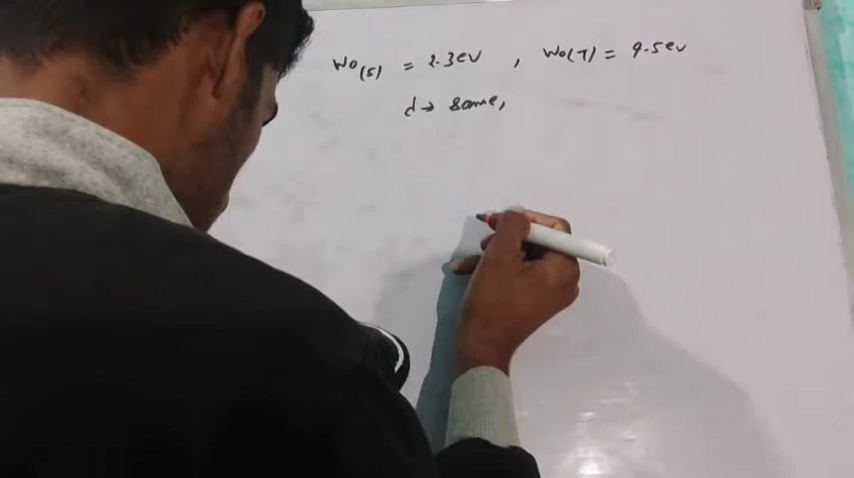 Wo(s) = 2.3ev , Wo(T) = 4.5ev
d → same,